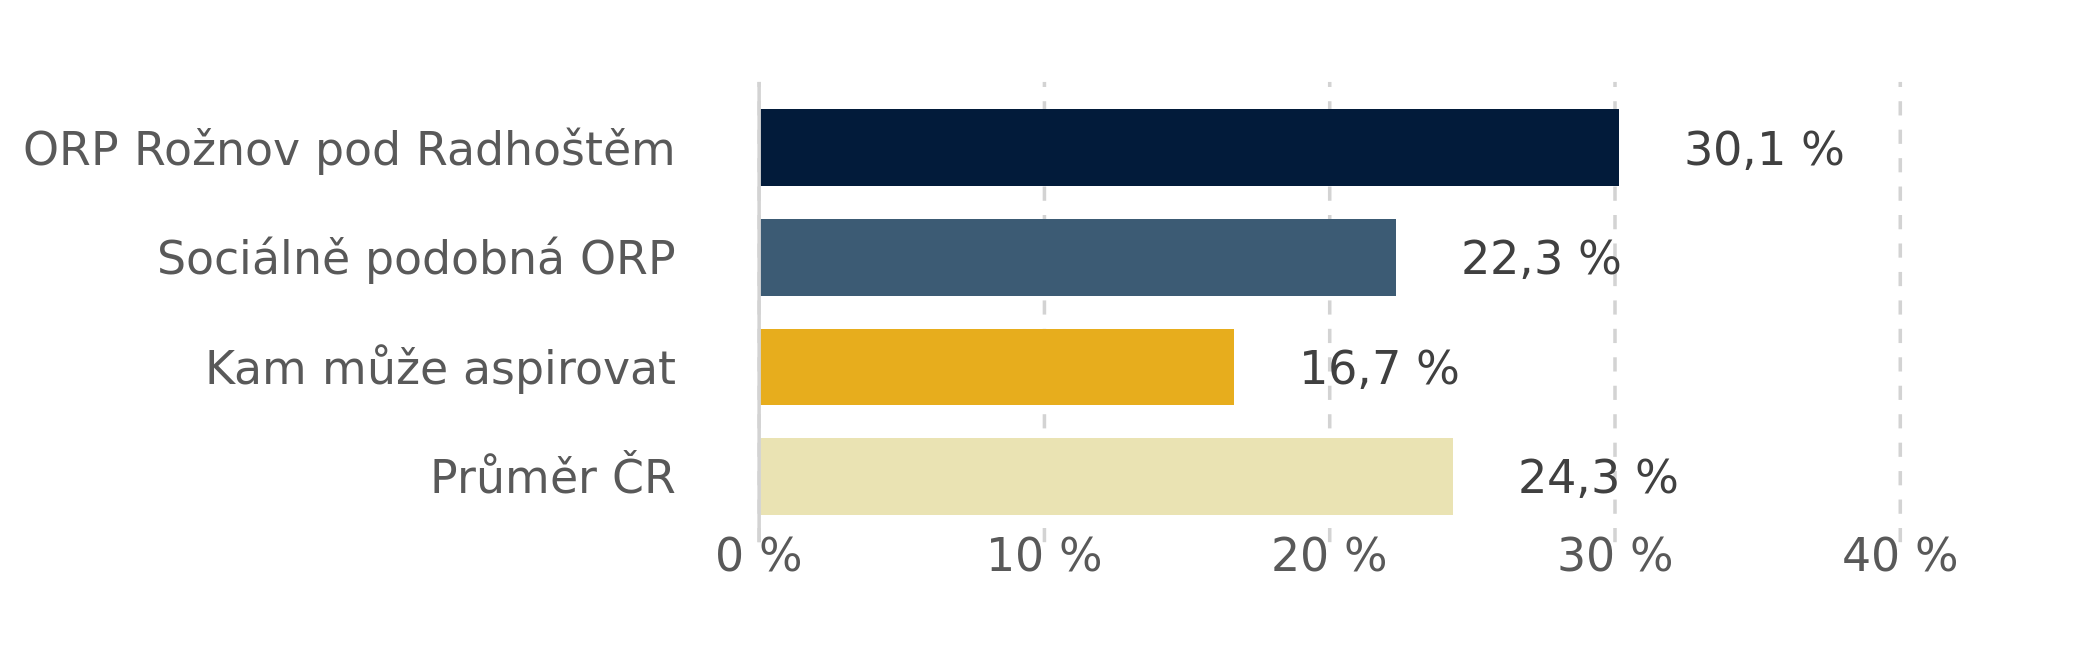 ORP Rožnov pod Radhoštěm 30,1 %
Sociálně podobná ORP 22,3 %
Kam může aspirovat 16,7 %
Průměr ČR 24,3 %
0 % 10 % 20 % 30 % 40 %